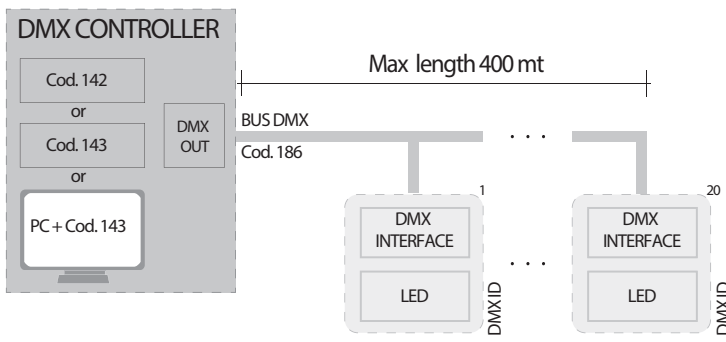 DMX CONTROLLER
Cod. 142
or
Cod. 143
or
PC + Cod. 143
DMX
OUT
Max length 400 mt
BUS DMX
Cod. 186
. . .
1
DMX
INTERFACE
LED
DMX ID
. . .
20
DMX
INTERFACE
LED
DMX ID